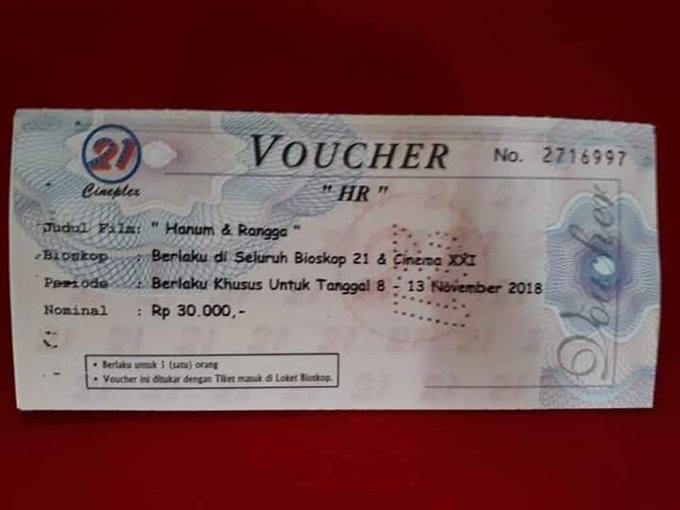 21
Cineplex
VOUCHER
No. 2716997
" HR "
Judul Film: " Hanum & Rangga "
Bioskop : Berlaku di Seluruh Bioskop 21 & Cinema XXI
Periode : Berlaku Khusus Untuk Tanggal 8 - 13 November 2018
Nominal : Rp 30.000,-
• Berlaku untuk 1 (satu) orang
• Voucher ini ditukar dengan Tiket masuk di Loket Bioskop.
Voucher